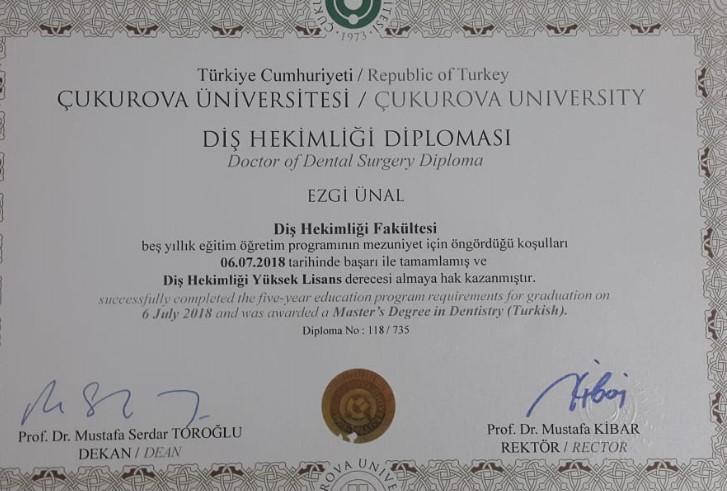 1973
Türkiye Cumhuriyeti / Republic of Turkey
ÇUKUROVA ÜNİVERSİTESİ / ÇUKUROVA UNIVERSITY
DİŞ HEKİMLİĞİ DİPLOMASI
Doctor of Dental Surgery Diploma
EZGİ ÜNAL
Diş Hekimliği Fakültesi
beş yıllık eğitim öğretim programının mezuniyet için öngördüğü koşulları
06.07.2018 tarihinde başarı ile tamamlamış ve
Diş Hekimliği Yüksek Lisans derecesi almaya hak kazanmıştır.
successfully completed the five-year education program requirements for graduation on
6 July 2018 and was awarded a Master's Degree in Dentistry (Turkish).
Diploma No : 118 / 735
Prof. Dr. Mustafa Serdar TOROĞLU
DEKAN / DEAN
Prof. Dr. Mustafa KİBAR
REKTÖR / RECTOR